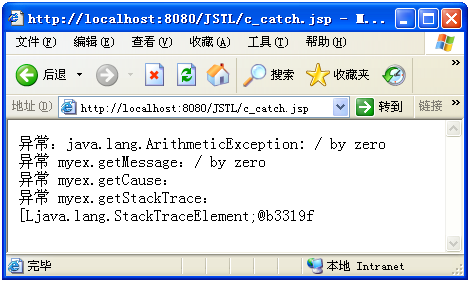 http://localhost:8080/JSTL/c_catch.jsp - M...
文件(F) 编辑(E) 查看(V) 收藏(A) 工具(T) 帮助(H) »
后退 搜索 收藏夹 »
地址(D) http://localhost:8080/JSTL/c_catch.jsp 转到 链接 »
异常：java.lang.ArithmeticException: / by zero
异常 myex.getMessage：/ by zero
异常 myex.getCause：
异常 myex.getStackTrace：
[Ljava.lang.StackTraceElement;@b3319f
完毕 本地 Intranet